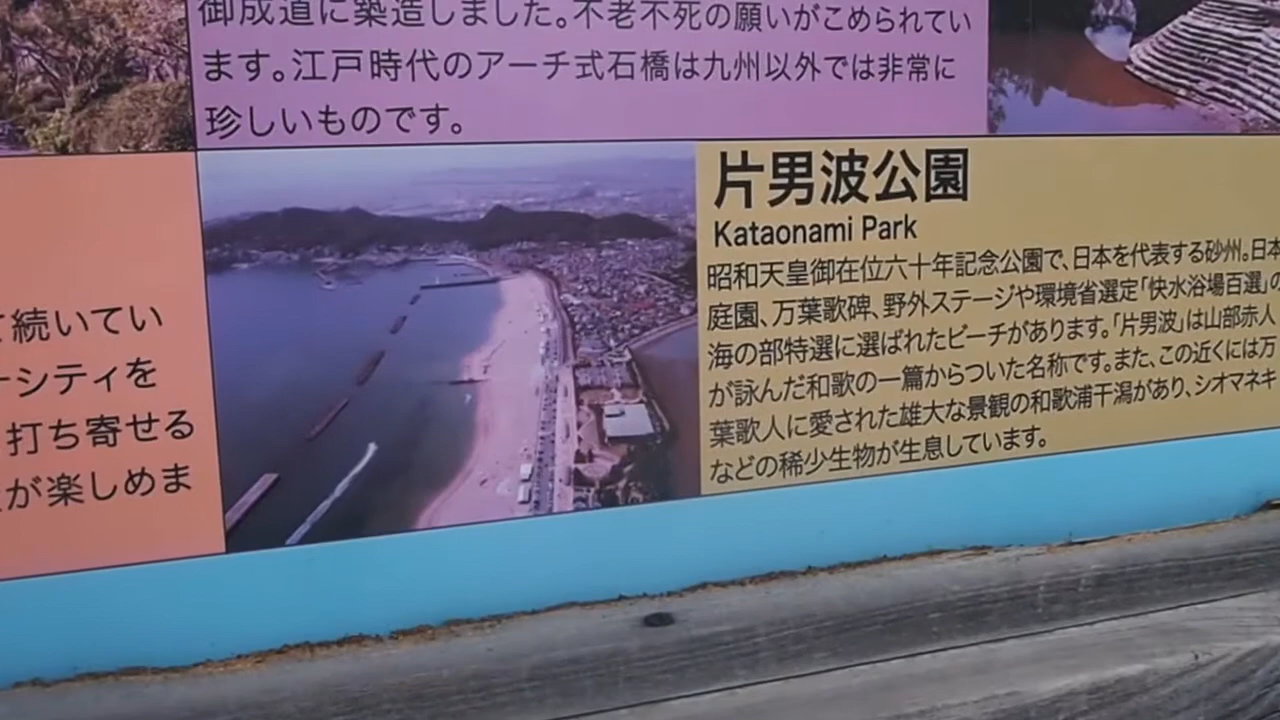 御成道に築造しました。不老不死の願いがこめられてい
ます。江戸時代のアーチ式石橋は九州以外では非常に
珍しいものです。
て続いてい
ーシティを
打ち寄せる
が楽しめま
片男波公園
Kataonami Park
昭和天皇御在位六十年記念公園で、日本を代表する砂州。日本
庭園、万葉歌碑、野外ステージや環境省選定「快水浴場百選」の
海の部特選に選ばれたビーチがあります。「片男波」は山部赤人
が詠んだ和歌の一篇からついた名称です。また、この近くには万
葉歌人に愛された雄大な景観の和歌浦干潟があり、シオマネキ
などの稀少生物が生息しています。